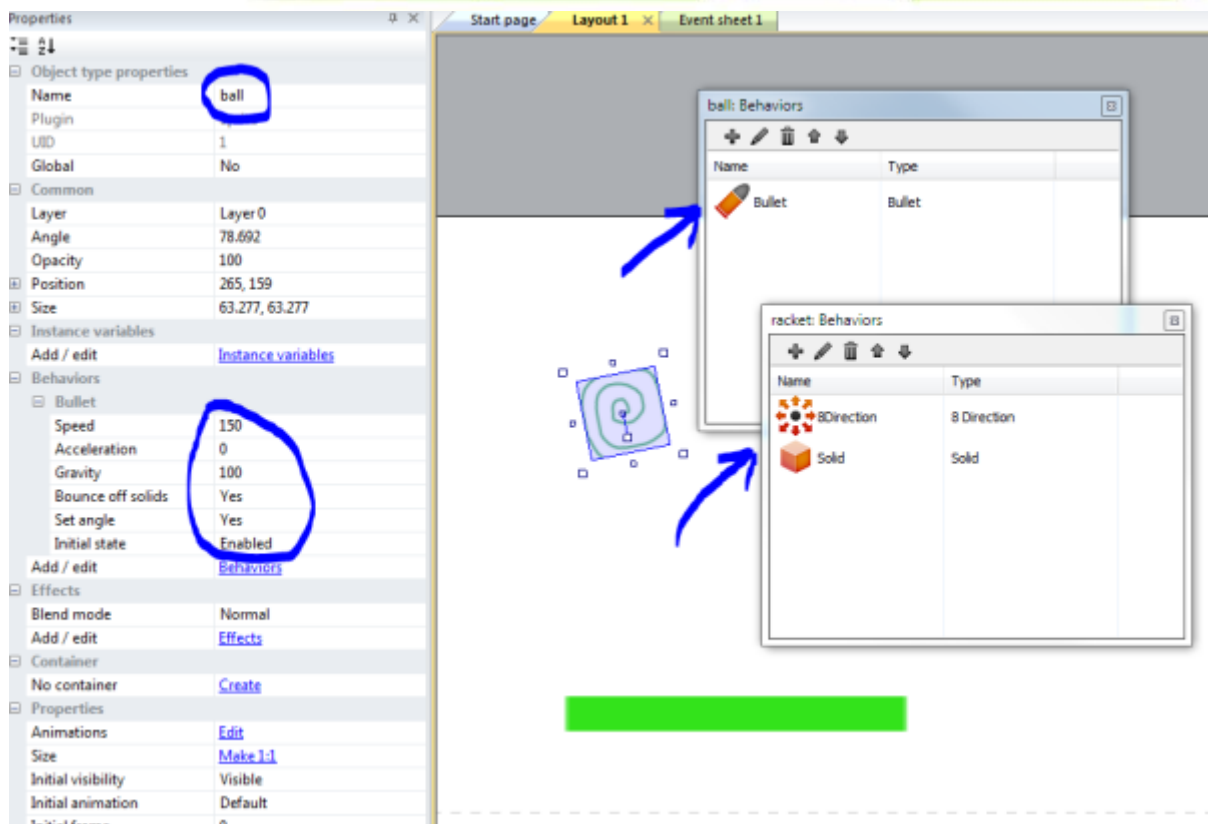 Properties
Start page
Layout 1
Event sheet 1
Object type properties
Name ball
Plugin
UID 1
Global No
Common
Layer Layer 0
Angle 78.692
Opacity 100
Position 265, 159
Size 63.277, 63.277
Instance variables
Add / edit Instance variables
Behaviors
Bullet
Speed 150
Acceleration 0
Gravity 100
Bounce off solids Yes
Set angle Yes
Initial state Enabled
Add / edit Behaviors
Effects
Blend mode Normal
Add / edit Effects
Container
No container Create
Properties
Animations Edit
Size Make 1:1
Initial visibility Visible
Initial animation Default
ball: Behaviors
Name Type
Bullet Bullet
racket: Behaviors
Name Type
8Direction 8 Direction
Solid Solid